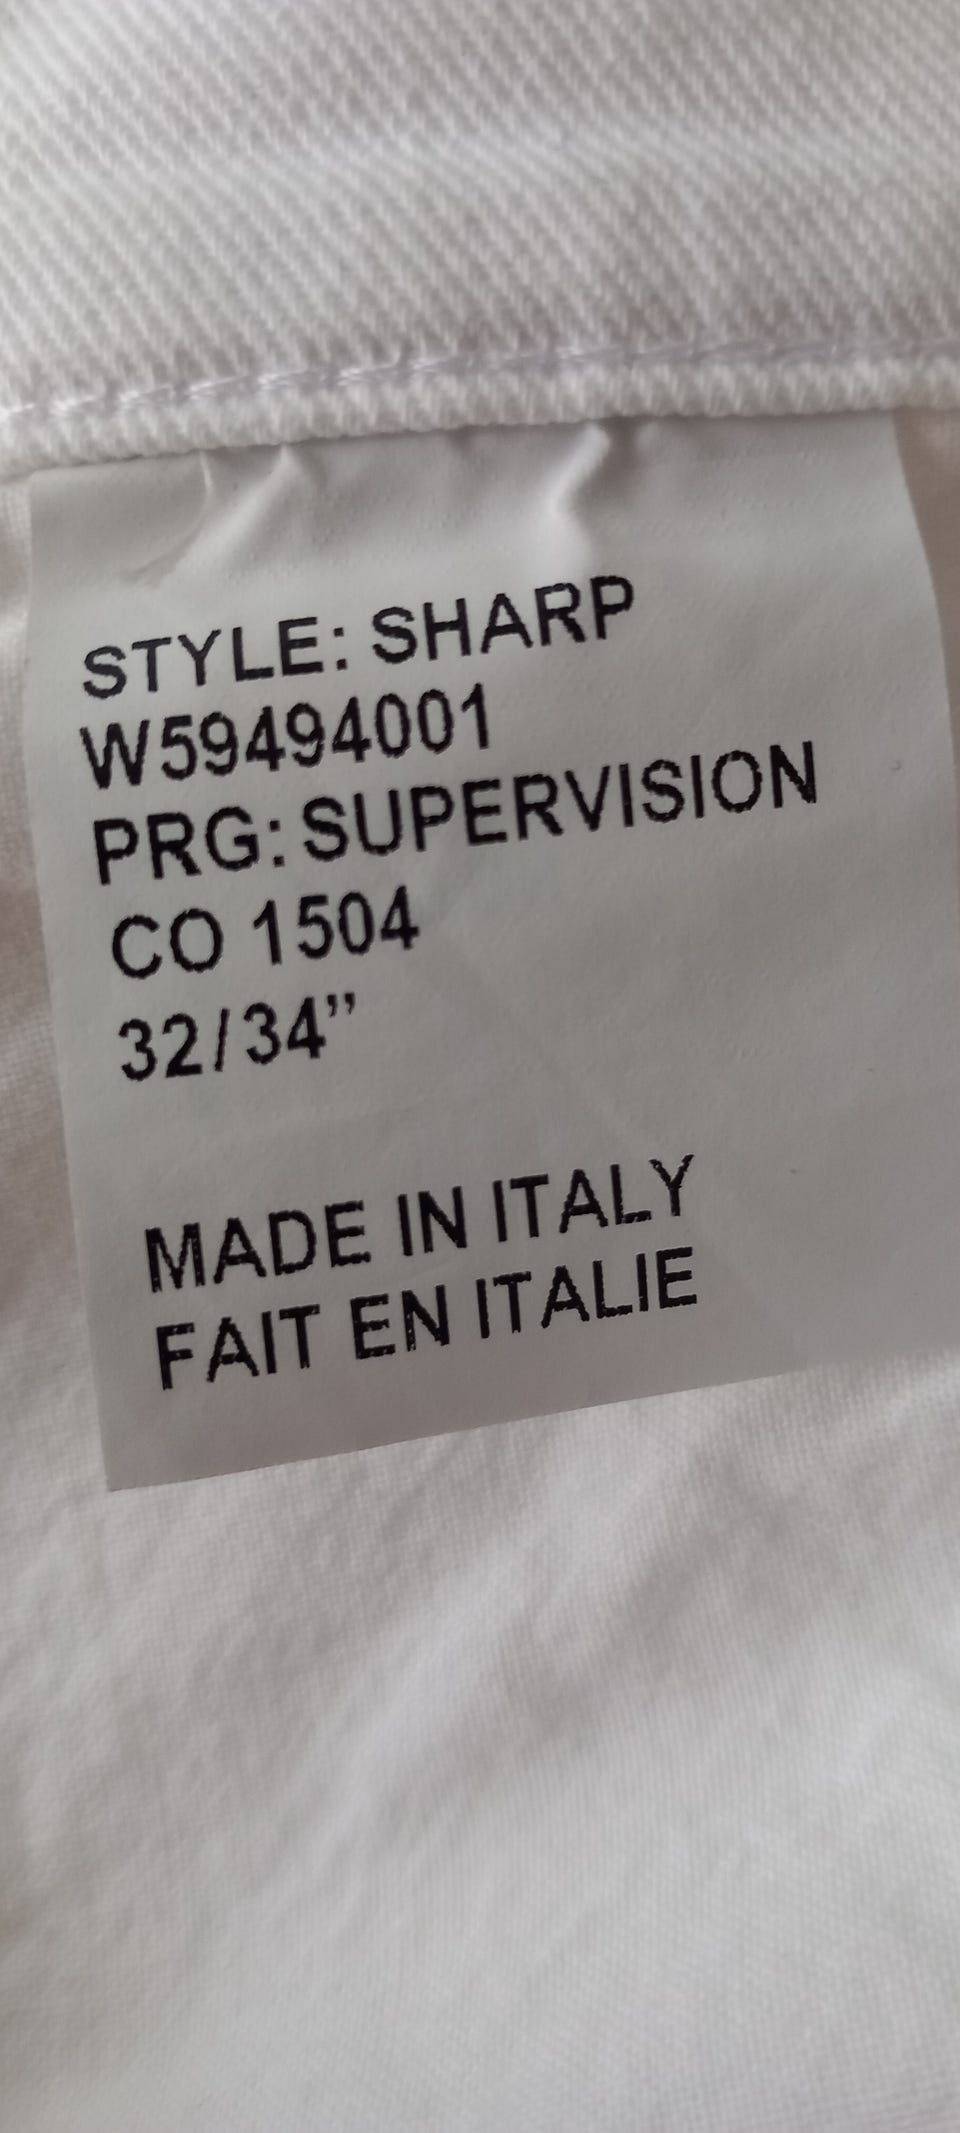 STYLE: SHARP
W59494001
PRG: SUPERVISION
CO 1504
32/34”
MADE IN ITALY
FAIT EN ITALIE